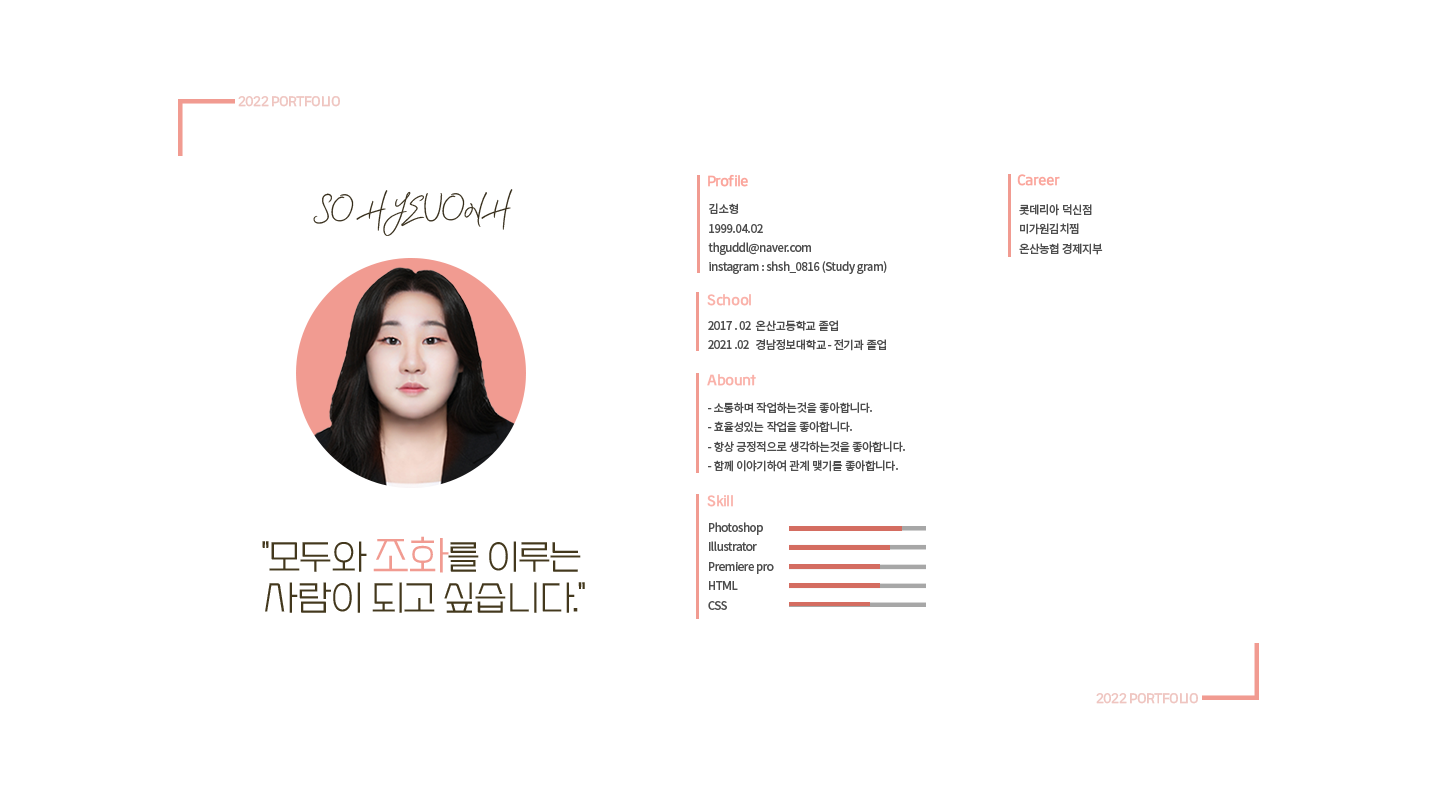 2022 PORTFOLIO
SO HYEUONH
"모두와 조화를 이루는
사람이 되고 싶습니다."
Profile
김소형
1999.04.02
thguddl@naver.com
instagram : shsh_0816 (Study gram)
School
2017 . 02 온산고등학교 졸업
2021 .02 경남정보대학교 - 전기과 졸업
Abount
- 소통하며 작업하는것을 좋아합니다.
- 효율성있는 작업을 좋아합니다.
- 항상 긍정적으로 생각하는것을 좋아합니다.
- 함께 이야기하여 관계 맺기를 좋아합니다.
Skill
Photoshop
Illustrator
Premiere pro
HTML
CSS
Career
롯데리아 덕신점
미가원김치찜
온산농협 경제지부
2022 PORTFOLIO